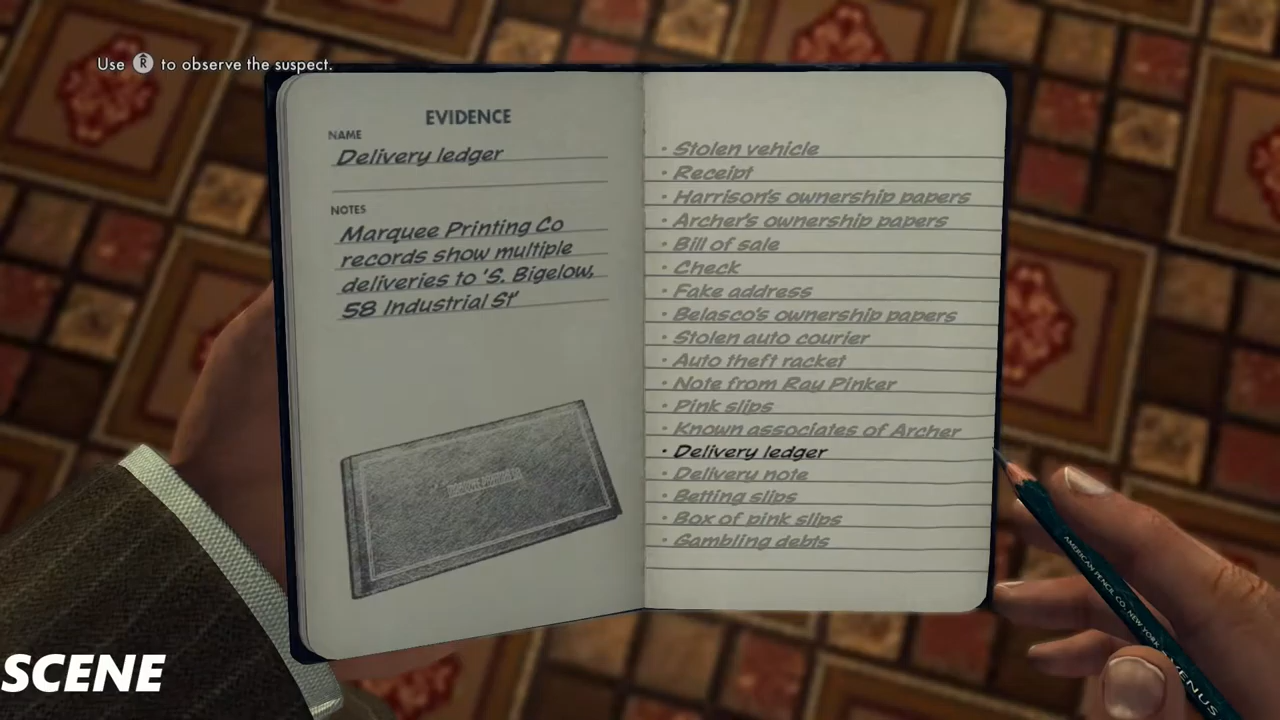 Use R to observe the suspect.
EVIDENCE
NAME
Delivery ledger
NOTES
Marquee Printing Co
records show multiple
deliveries to 'S. Bigelow,
58 Industrial St'
• Stolen vehicle
• Receipt
• Harrison's ownership papers
• Archer's ownership papers
• Bill of sale
• Check
• Fake address
• Belasco's ownership papers
• Stolen auto courier
• Auto theft racket
• Note from Ray Pinker
• Pink slips
• Known associates of Archer
• Delivery ledger
• Delivery note
• Betting slips
• Box of pink slips
• Gambling debts
AMERICAN PENCIL CO. NEW YORK
VENUS
SCENE